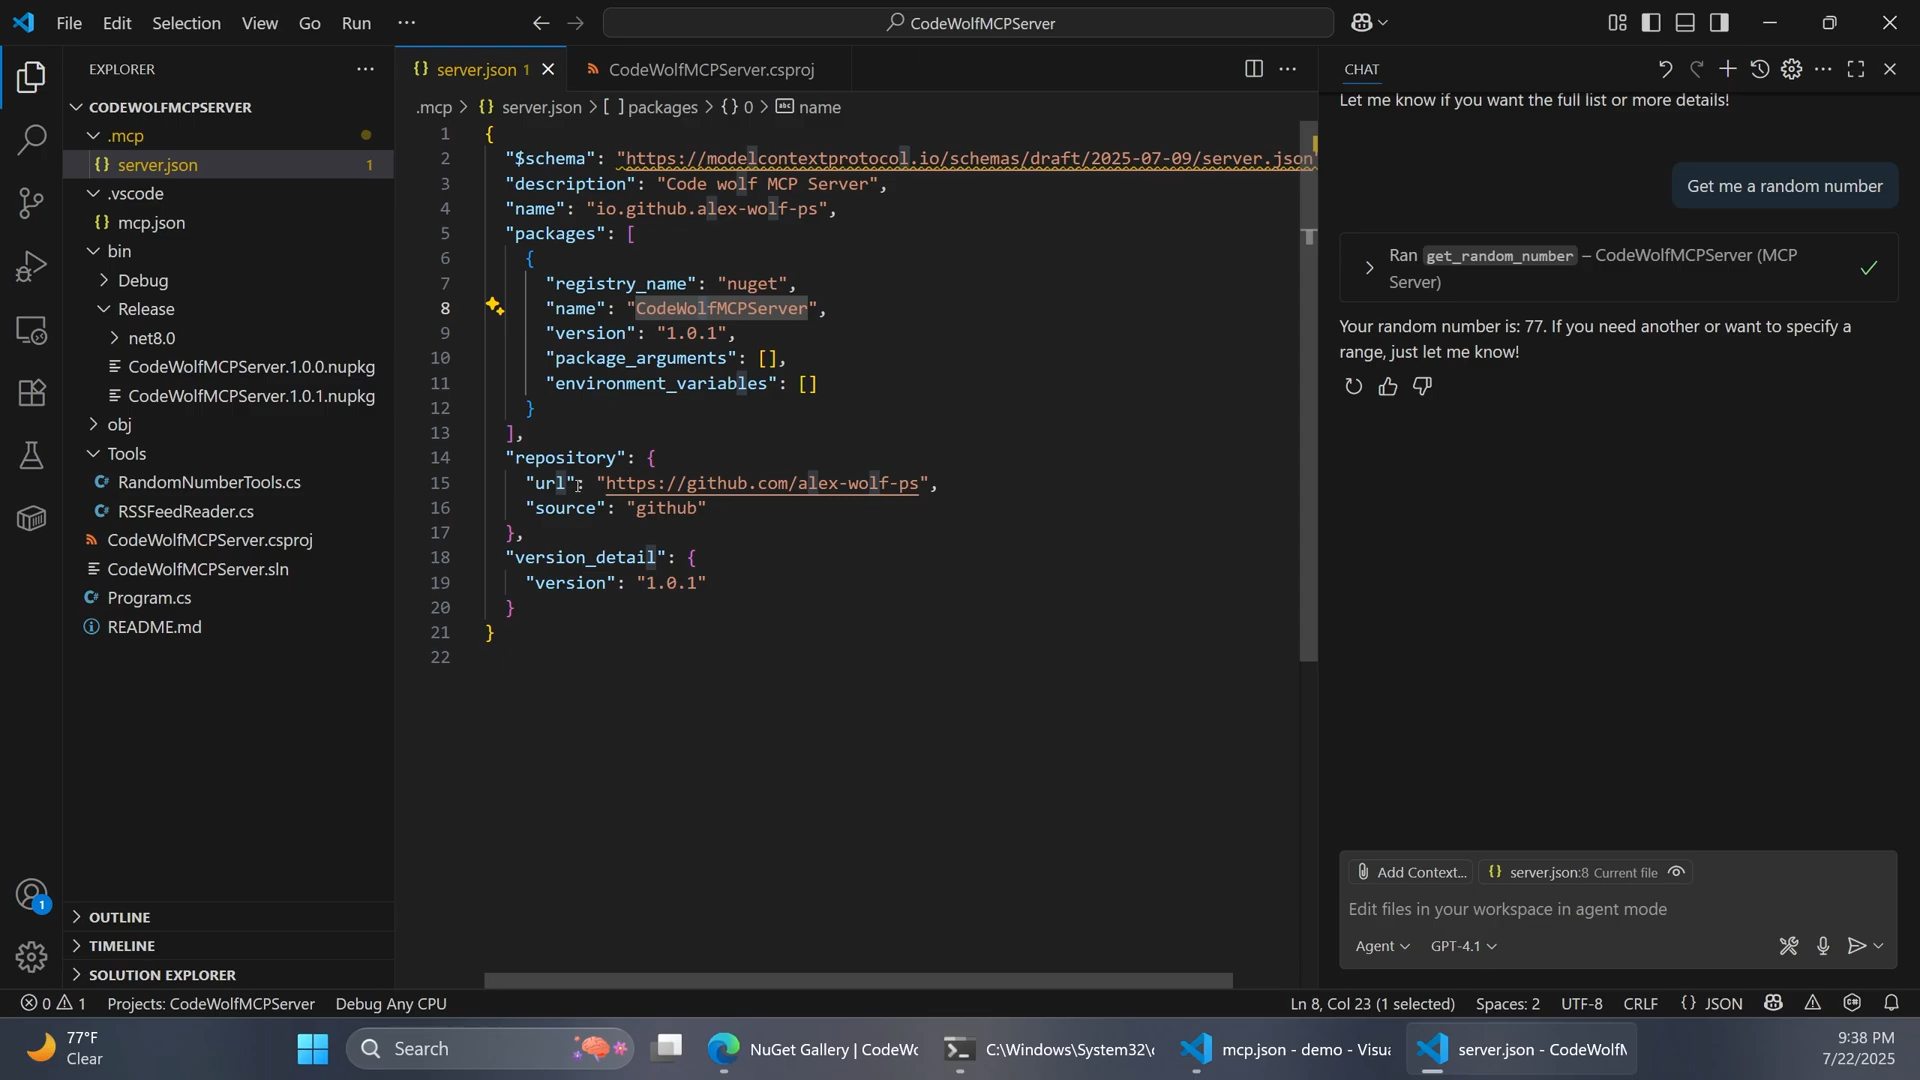 File Edit Selection View Go Run ···
CodeWolfMCPServer
EXPLORER
CODEWOLFMCPSERVER
.mcp
{} server.json 1
.vscode
{} mcp.json
bin
Debug
Release
net8.0
CodeWolfMCPServer.1.0.0.nupkg
CodeWolfMCPServer.1.0.1.nupkg
obj
Tools
C# RandomNumberTools.cs
C# RSSFeedReader.cs
CodeWolfMCPServer.csproj
CodeWolfMCPServer.sln
C# Program.cs
README.md
OUTLINE
TIMELINE
SOLUTION EXPLORER
1
{} server.json 1
CodeWolfMCPServer.csproj
.mcp > {} server.json > [ ] packages > {} 0 > abc name
1 {
2 "$schema": "https://modelcontextprotocol.io/schemas/draft/2025-07-09/server.json"
3 "description": "Code wolf MCP Server",
4 "name": "io.github.alex-wolf-ps",
5 "packages": [
6 {
7 "registry_name": "nuget",
8 "name": "CodeWolfMCPServer",
9 "version": "1.0.1",
10 "package_arguments": [],
11 "environment_variables": []
12 }
13 ],
14 "repository": {
15 "url": "https://github.com/alex-wolf-ps",
16 "source": "github"
17 },
18 "version_detail": {
19 "version": "1.0.1"
20 }
21 }
22
CHAT
Let me know if you want the full list or more details!
Get me a random number
Ran get_random_number – CodeWolfMCPServer (MCP
Server)
Your random number is: 77. If you need another or want to specify a
range, just let me know!
Add Context... {} server.json:8 Current file
Edit files in your workspace in agent mode
Agent GPT-4.1
0 1 Projects: CodeWolfMCPServer Debug Any CPU
Ln 8, Col 23 (1 selected) Spaces: 2 UTF-8 CRLF {} JSON
77°F
Clear
Search
NuGet Gallery | CodeWo
C:\Windows\System32\
mcp.json - demo - Visua
server.json - CodeWolfM
9:38 PM
7/22/2025